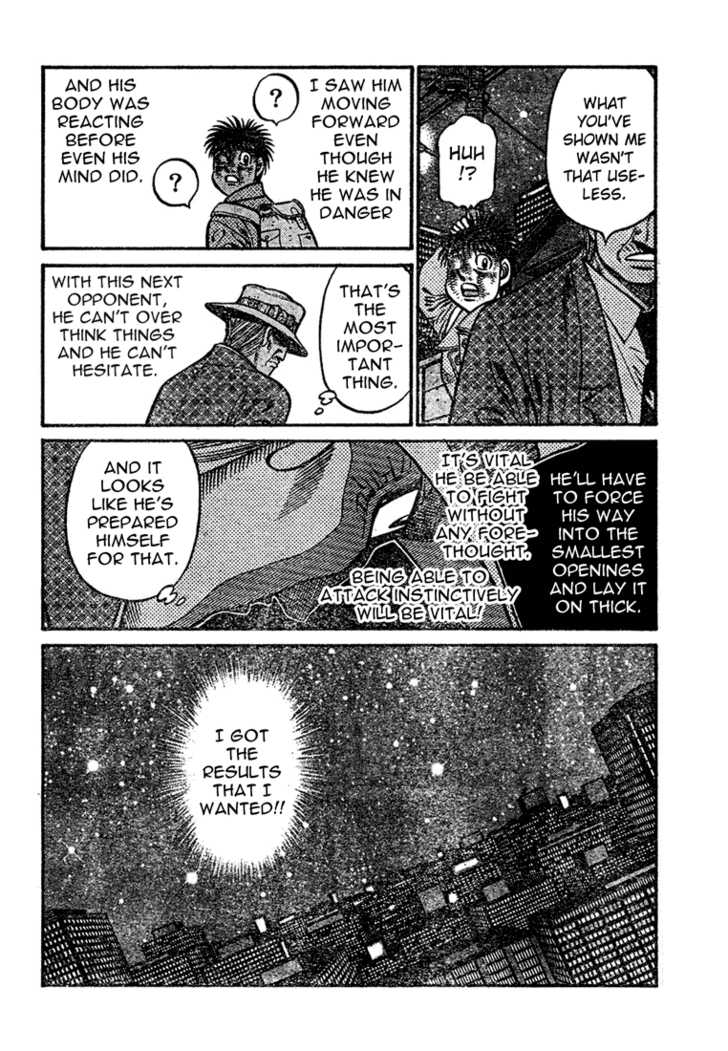 WHAT
YOU'VE
SHOWN ME
WASN'T
THAT USE-
LESS.
HUH
!?
I SAW HIM
MOVING
FORWARD
EVEN
THOUGH
HE KNEW
HE WAS IN
DANGER
?
?
AND HIS
BODY WAS
REACTING
BEFORE
EVEN HIS
MIND DID.
THAT'S
THE
MOST
IMPOR-
TANT
THING.
WITH THIS NEXT
OPPONENT,
HE CAN'T OVER
THINK THINGS
AND HE CAN'T
HESITATE.
HE'LL HAVE
TO FORCE
HIS WAY
INTO THE
SMALLEST
OPENINGS
AND LAY IT
ON THICK.
IT'S VITAL
HE BE ABLE
TO FIGHT
WITHOUT
ANY FORE-
THOUGHT.
BEING ABLE TO
ATTACK INSTINCTIVELY
WILL BE VITAL!
AND IT
LOOKS
LIKE HE'S
PREPARED
HIMSELF
FOR THAT.
I GOT
THE
RESULTS
THAT I
WANTED!!